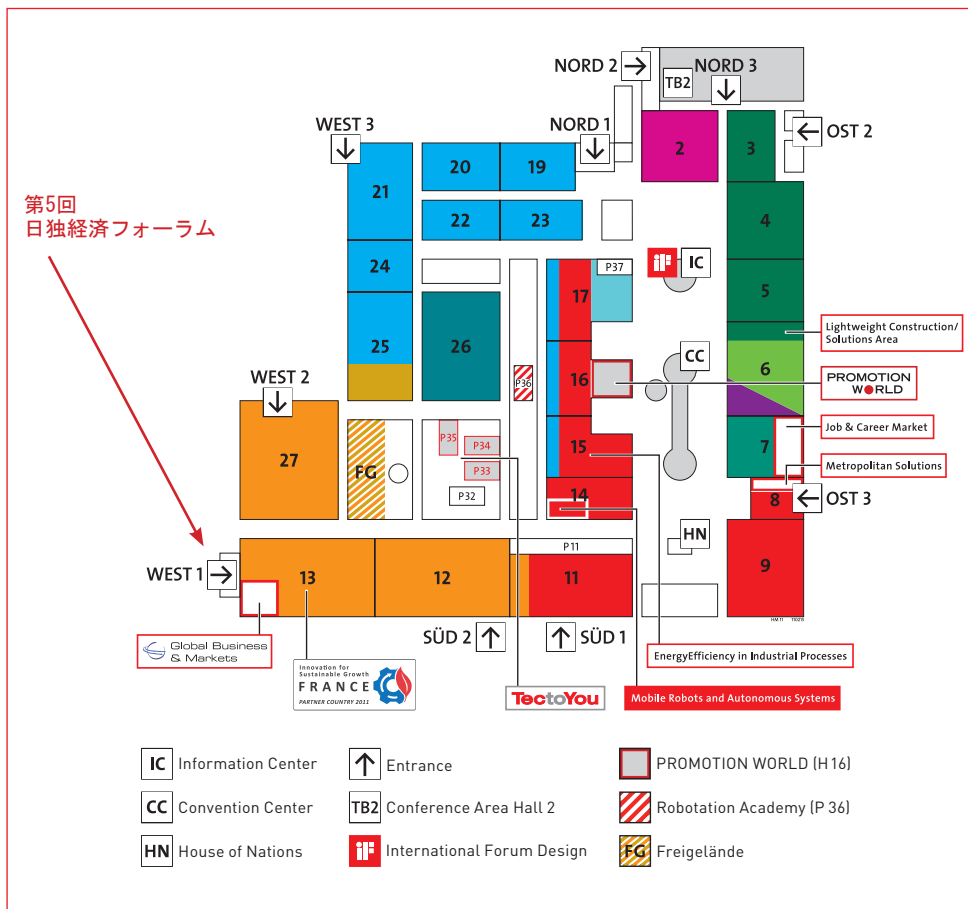 NORD 2
NORD 3
TB2
WEST 3
NORD 1
OST 2
2
3
20
19
21
第5回
日独経済フォーラム
4
22
23
24
iF
IC
P37
17
5
Lightweight Construction/
Solutions Area
25
26
CC
6
16
P36
WEST 2
PROMOTION
WORLD
Job & Career Market
P35
P34
15
7
27
FG
P33
Metropolitan Solutions
P32
14
8
OST 3
HN
P11
WEST 1
13
12
11
9
HM.11 110215
SÜD 2
SÜD 1
Global Business
& Markets
EnergyEfficiency in Industrial Processes
Innovation for
Sustainable Growth
FRANCE
PARTNER COUNTRY 2011
TectoYou
Mobile Robots and Autonomous Systems
IC Information Center
Entrance
PROMOTION WORLD (H16)
CC Convention Center
TB2 Conference Area Hall 2
Robotation Academy (P 36)
HN House of Nations
iF International Forum Design
FG Freigelände